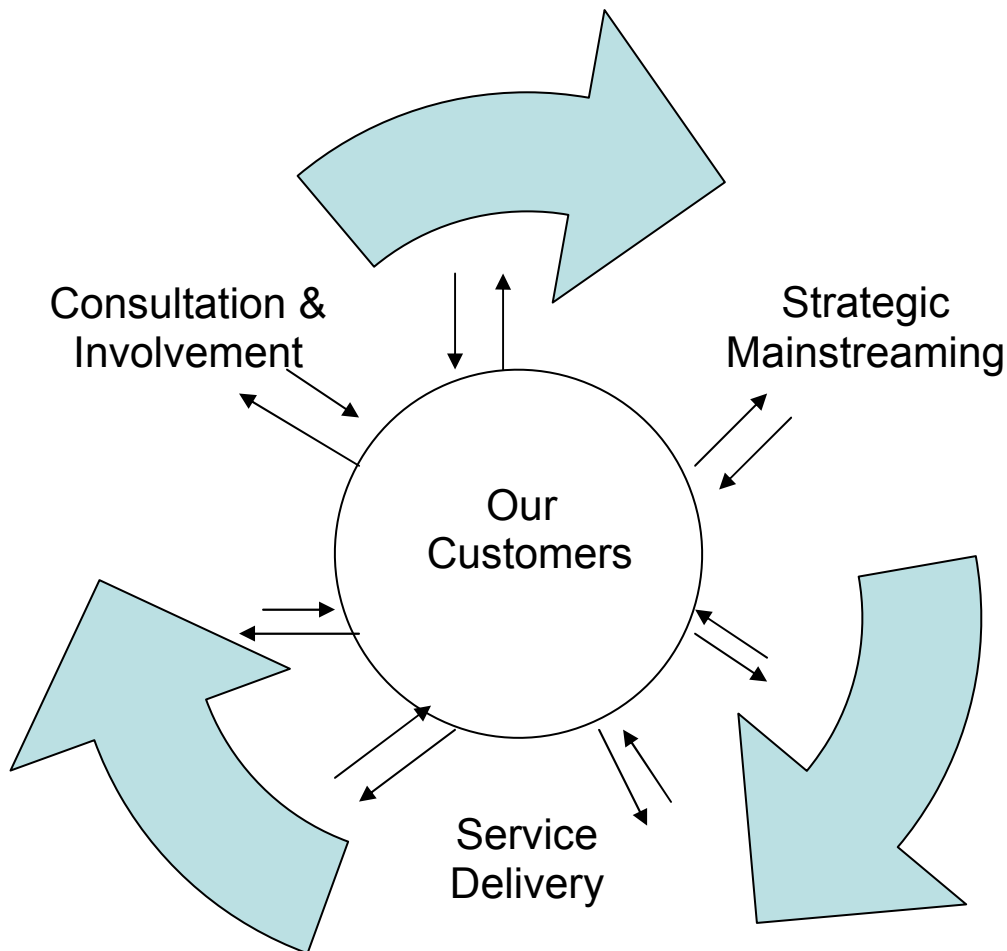 Consultation &
Involvement
Strategic
Mainstreaming
Our
Customers
Service
Delivery